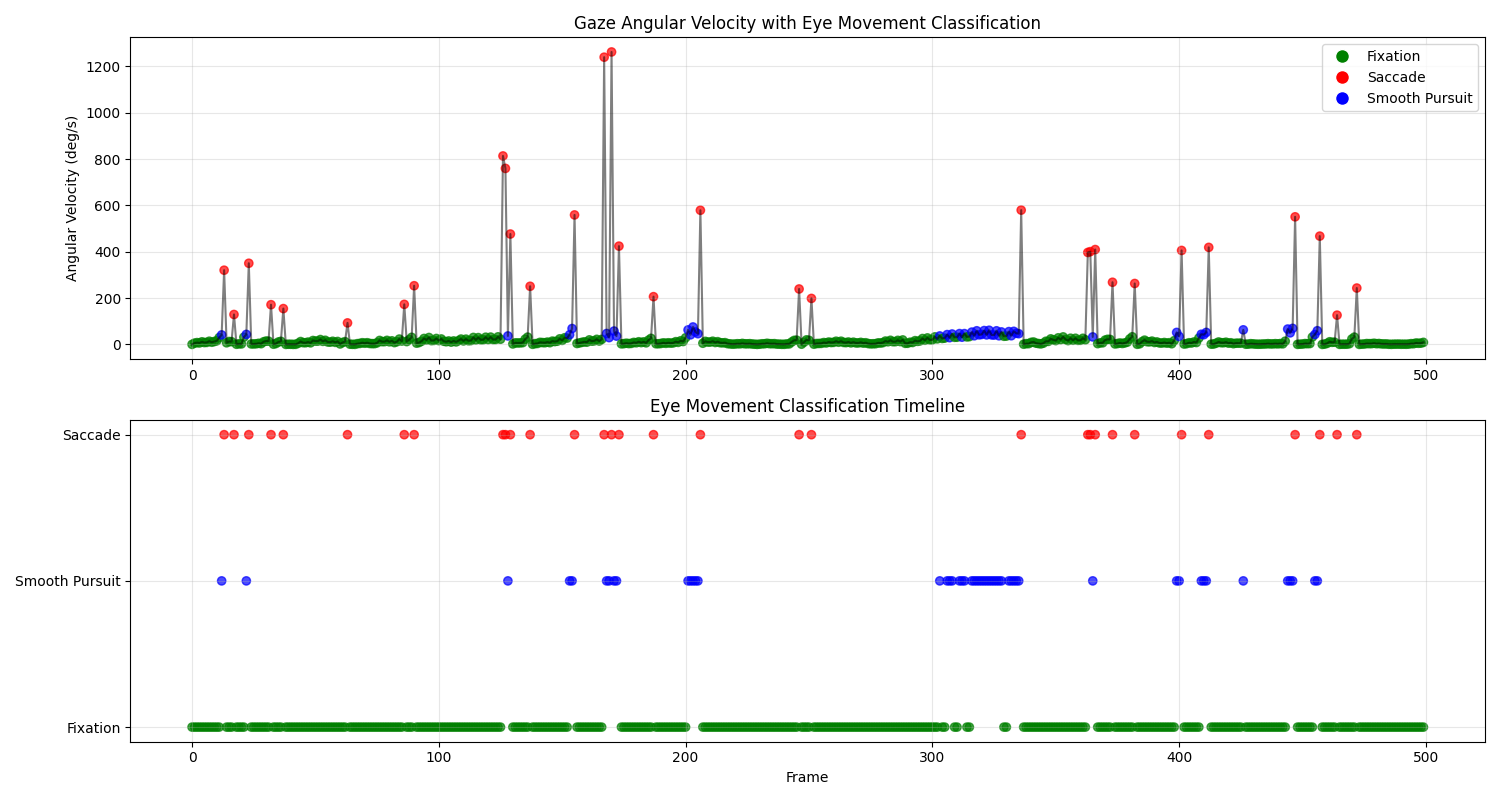 Gaze Angular Velocity with Eye Movement Classification
Angular Velocity (deg/s)
1200
1000
800
600
400
200
0
Fixation
Saccade
Smooth Pursuit
0 100 200 300 400 500
Eye Movement Classification Timeline
Saccade
Smooth Pursuit
Fixation
0 100 200 300 400 500
Frame